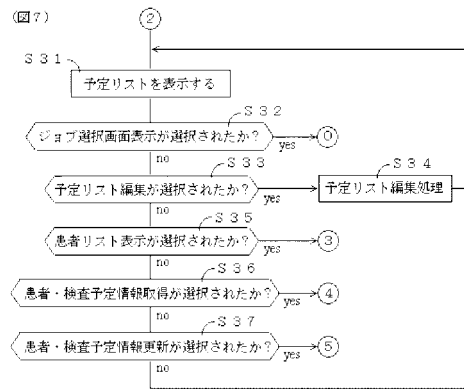 (図7)
②
S31
予定リストを表示する
S32
ジョブ選択画面表示が選択されたか?
yes
⓪
no
S33
予定リスト編集が選択されたか?
yes
S34
予定リスト編集処理
no
S35
患者リスト表示が選択されたか?
yes
③
no
S36
患者・検査予定情報取得が選択されたか?
yes
④
no
S37
患者・検査予定情報更新が選択されたか?
yes
⑤
no